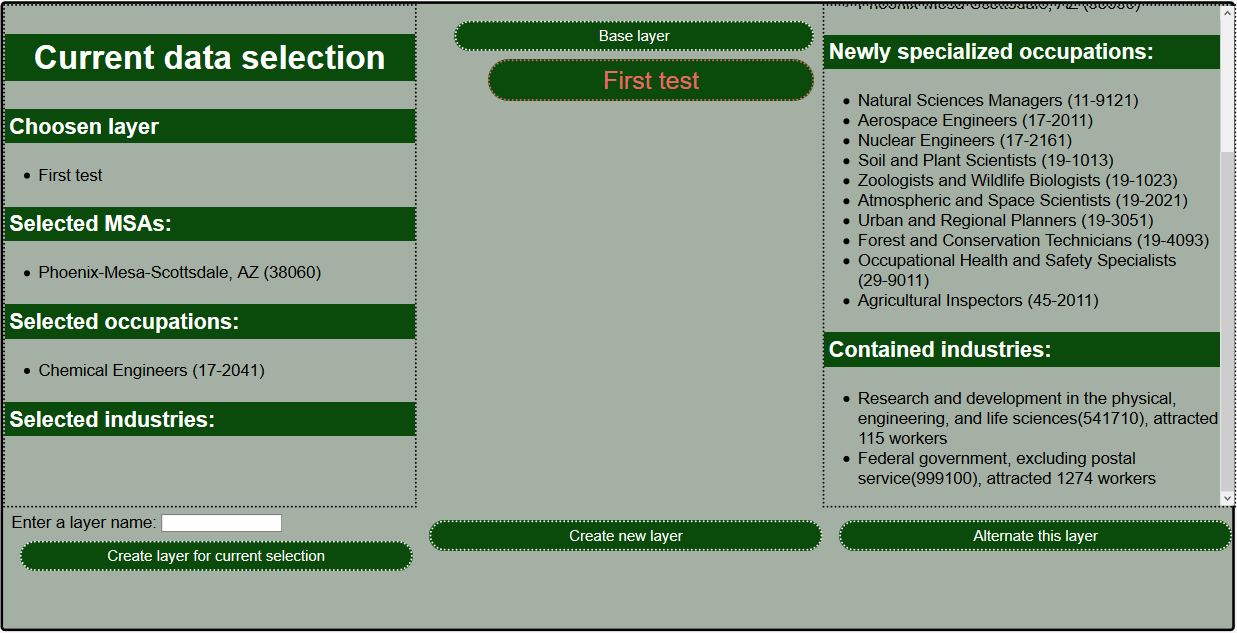 Current data selection
Choosen layer
First test
Selected MSAs:
Phoenix-Mesa-Scottsdale, AZ (38060)
Selected occupations:
Chemical Engineers (17-2041)
Selected industries:
Enter a layer name:
Create layer for current selection
Base layer
First test
Create new layer
Phoenix-Mesa-Scottsdale, AZ (38060)
Newly specialized occupations:
Natural Sciences Managers (11-9121)
Aerospace Engineers (17-2011)
Nuclear Engineers (17-2161)
Soil and Plant Scientists (19-1013)
Zoologists and Wildlife Biologists (19-1023)
Atmospheric and Space Scientists (19-2021)
Urban and Regional Planners (19-3051)
Forest and Conservation Technicians (19-4093)
Occupational Health and Safety Specialists
(29-9011)
Agricultural Inspectors (45-2011)
Contained industries:
Research and development in the physical,
engineering, and life sciences(541710), attracted
115 workers
Federal government, excluding postal
service(999100), attracted 1274 workers
Alternate this layer